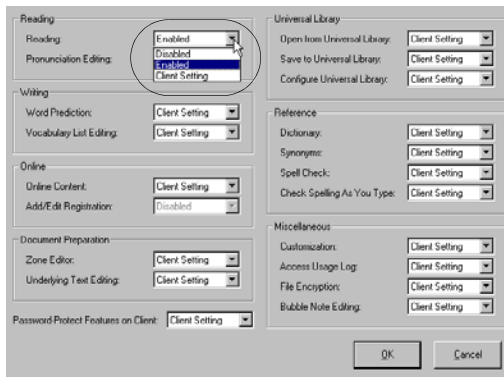 Reading
Reading: Enabled
Disabled
Enabled
Client Setting
Pronunciation Editing:
Writing
Word Prediction: Client Setting
Vocabulary List Editing: Client Setting
Online
Online Content: Client Setting
Add/Edit Registration: Disabled
Document Preparation
Zone Editor: Client Setting
Underlying Text Editing: Client Setting
Password-Protect Features on Client: Client Setting
Universal Library
Open from Universal Library: Client Setting
Save to Universal Library: Client Setting
Configure Universal Library: Client Setting
Reference
Dictionary: Client Setting
Synonyms: Client Setting
Spell Check: Client Setting
Check Spelling As You Type: Client Setting
Miscellaneous
Customization: Client Setting
Access Usage Log: Client Setting
File Encryption: Client Setting
Bubble Note Editing: Client Setting
OK Cancel